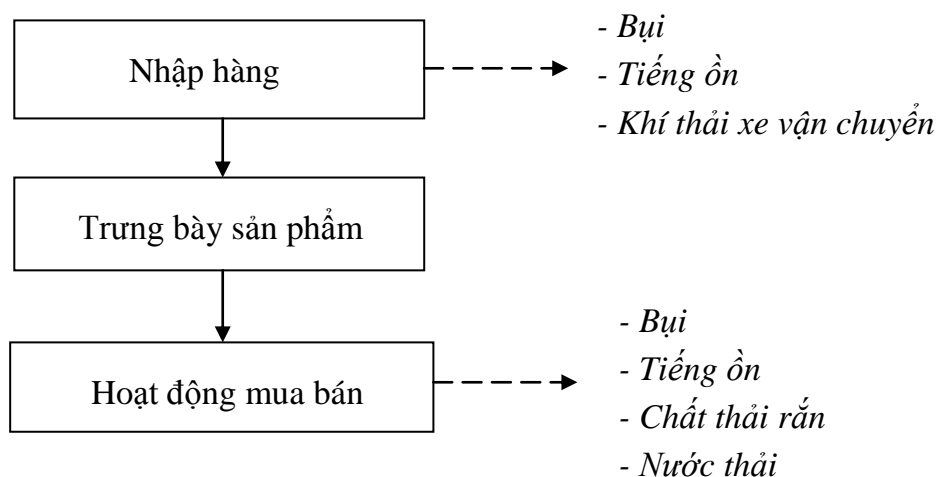 Nhập hàng
- Bụi
- Tiếng ồn
- Khí thải xe vận chuyển
Trưng bày sản phẩm
Hoạt động mua bán
- Bụi
- Tiếng ồn
- Chất thải rắn
- Nước thải